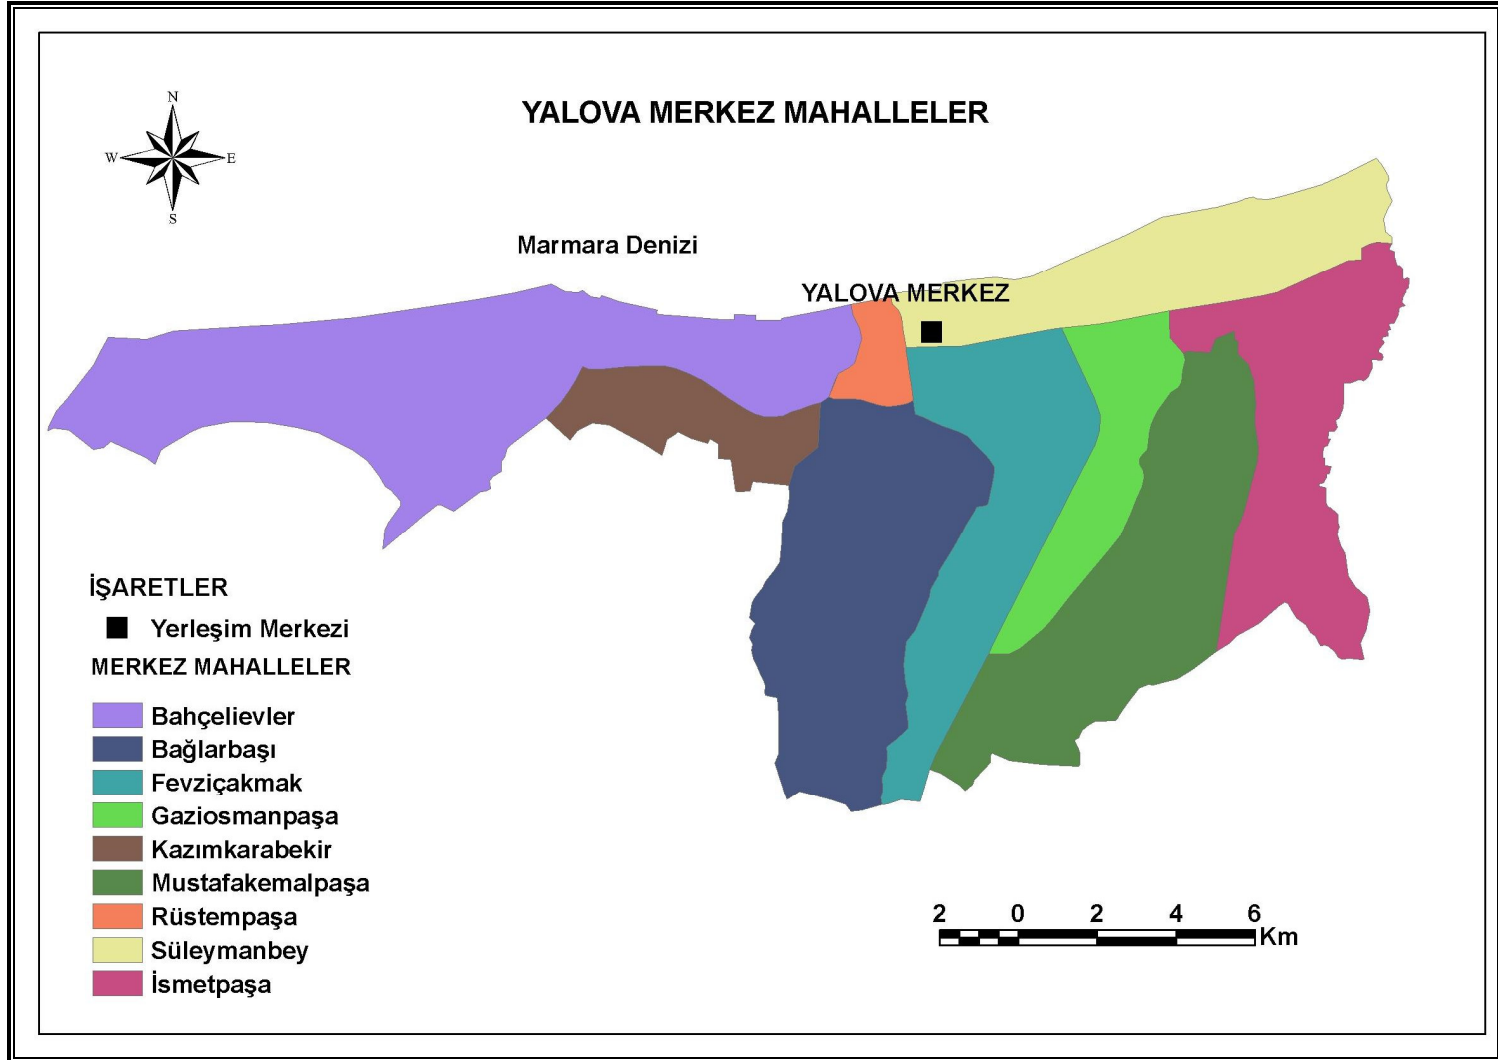 YALOVA MERKEZ MAHALLELER
N
W
E
S
Marmara Denizi
YALOVA MERKEZ
İŞARETLER
Yerleşim Merkezi
MERKEZ MAHALLELER
Bahçelievler
Bağlarbaşı
Fevziçakmak
Gaziosmanpaşa
Kazımkarabekir
Mustafakemalpaşa
Rüstempaşa
Süleymanbey
İsmetpaşa
2 0 2 4 6
Km